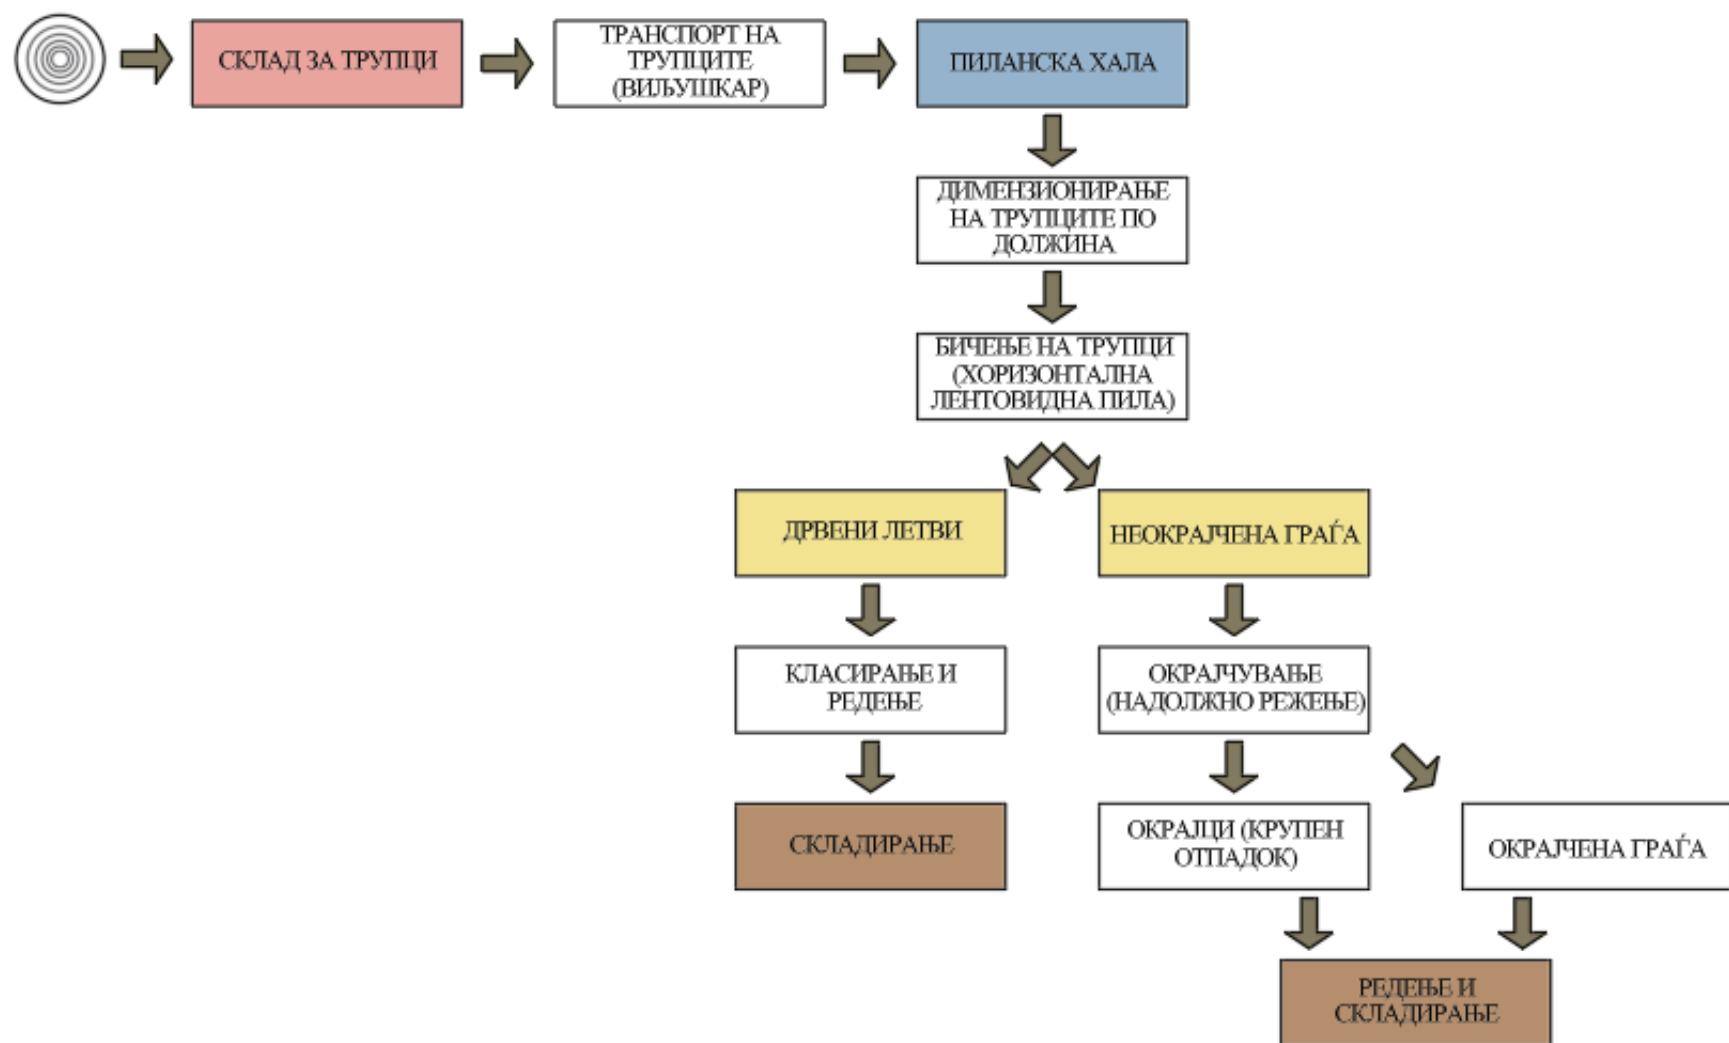 СКЛАД ЗА ТРУПЦИ
ТРАНСПОРТ НА
ТРУПЦИТЕ
(ВИЉУШКАР)
ПИЛАНСКА ХАЛА
ДИМЕНЗИОНИРАЊЕ
НА ТРУПЦИТЕ ПО
ДОЛЖИНА
БИЧЕЊЕ НА ТРУПЦИ
(ХОРИЗОНТАЛНА
ЛЕНТОВИДНА ПИЛА)
ДРВЕНИ ЛЕТВИ
НЕОКРАЈЧЕНА ГРАЃА
КЛАСИРАЊЕ И
РЕДЕЊЕ
ОКРАЈЧУВАЊЕ
(НАДОЛЖНО РЕЖЕЊЕ)
СКЛАДИРАЊЕ
ОКРАЈЦИ (КРУПЕН
ОТПАДОК)
ОКРАЈЧЕНА ГРАЃА
РЕДЕЊЕ И
СКЛАДИРАЊЕ